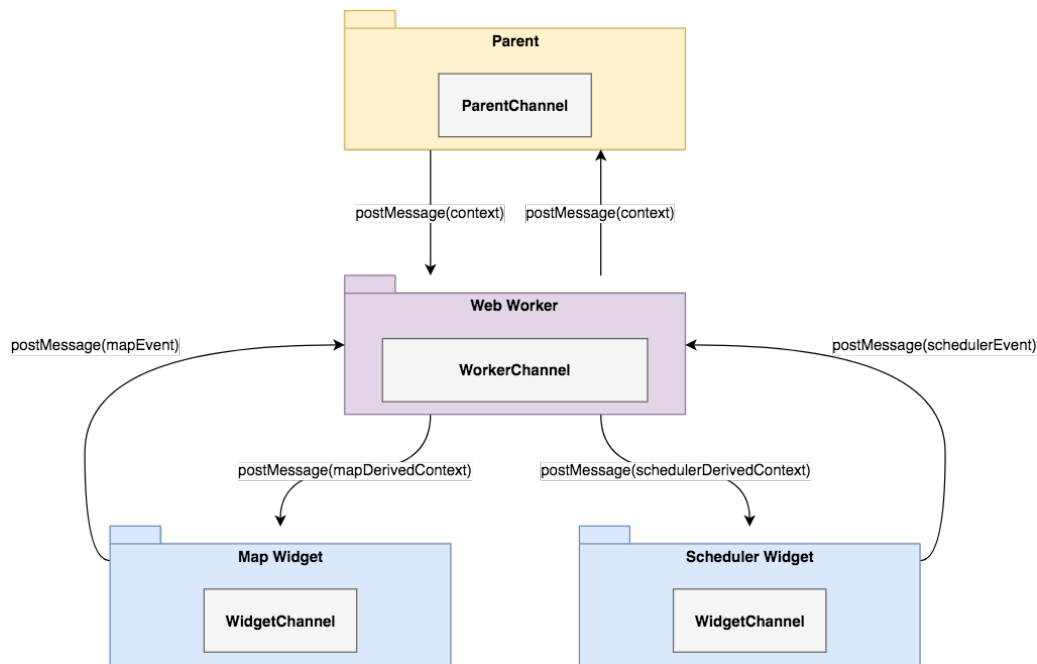 Parent
ParentChannel
postMessage(context)
postMessage(context)
Web Worker
postMessage(mapEvent)
postMessage(schedulerEvent)
WorkerChannel
postMessage(mapDerivedContext)
postMessage(schedulerDerivedContext)
Map Widget
Scheduler Widget
WidgetChannel
WidgetChannel